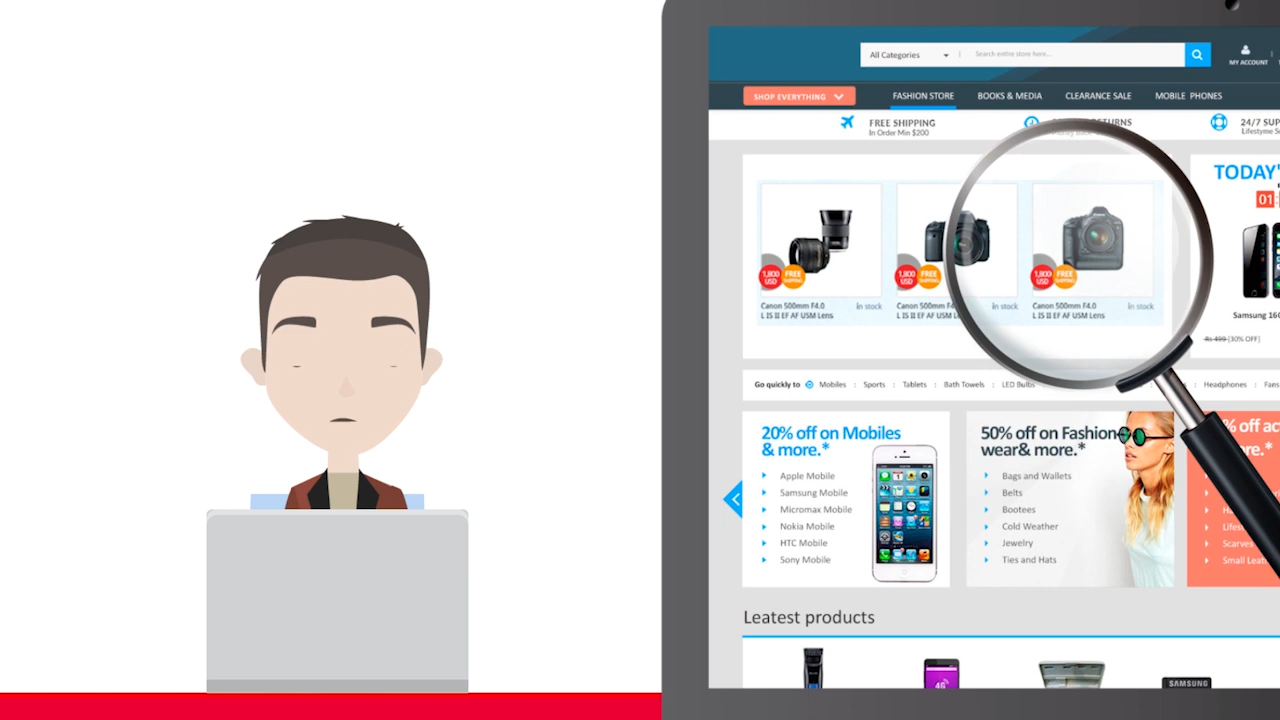 All Categories
Search entire store here...
MY ACCOUNT
SHOP EVERYTHING
FASHION STORE
BOOKS & MEDIA
CLEARANCE SALE
MOBILE PHONES
FREE SHIPPING
In Order Min $200
24/7 SUP
Lifestyme S
TODAY'
01
1,800 USD
FREE SHIPPING
Canon 500mm F4.0
L IS II EF AF USM Lens
In stock
1,800 USD
FREE SHIPPING
Canon 500mm F4.0
L IS II EF AF USM Lens
In stock
1,800 USD
FREE SHIPPING
Canon 500mm F4.0
L IS II EF AF USM Lens
In stock
Samsung 16G
Rs 499 [30% OFF]
Go quickly to
Mobiles : Sports : Tablets : Bath Towels : LED Bulbs
Headphones : Fans
20% off on Mobiles
& more.*
Apple Mobile
Samsung Mobile
Micromax Mobile
Nokia Mobile
HTC Mobile
Sony Mobile
50% off on Fashion
wear& more.*
Bags and Wallets
Belts
Bootees
Cold Weather
Jewelry
Ties and Hats
% off ac
re.*
Scarves
Small Leat
Leatest products
4G
SAMSUNG